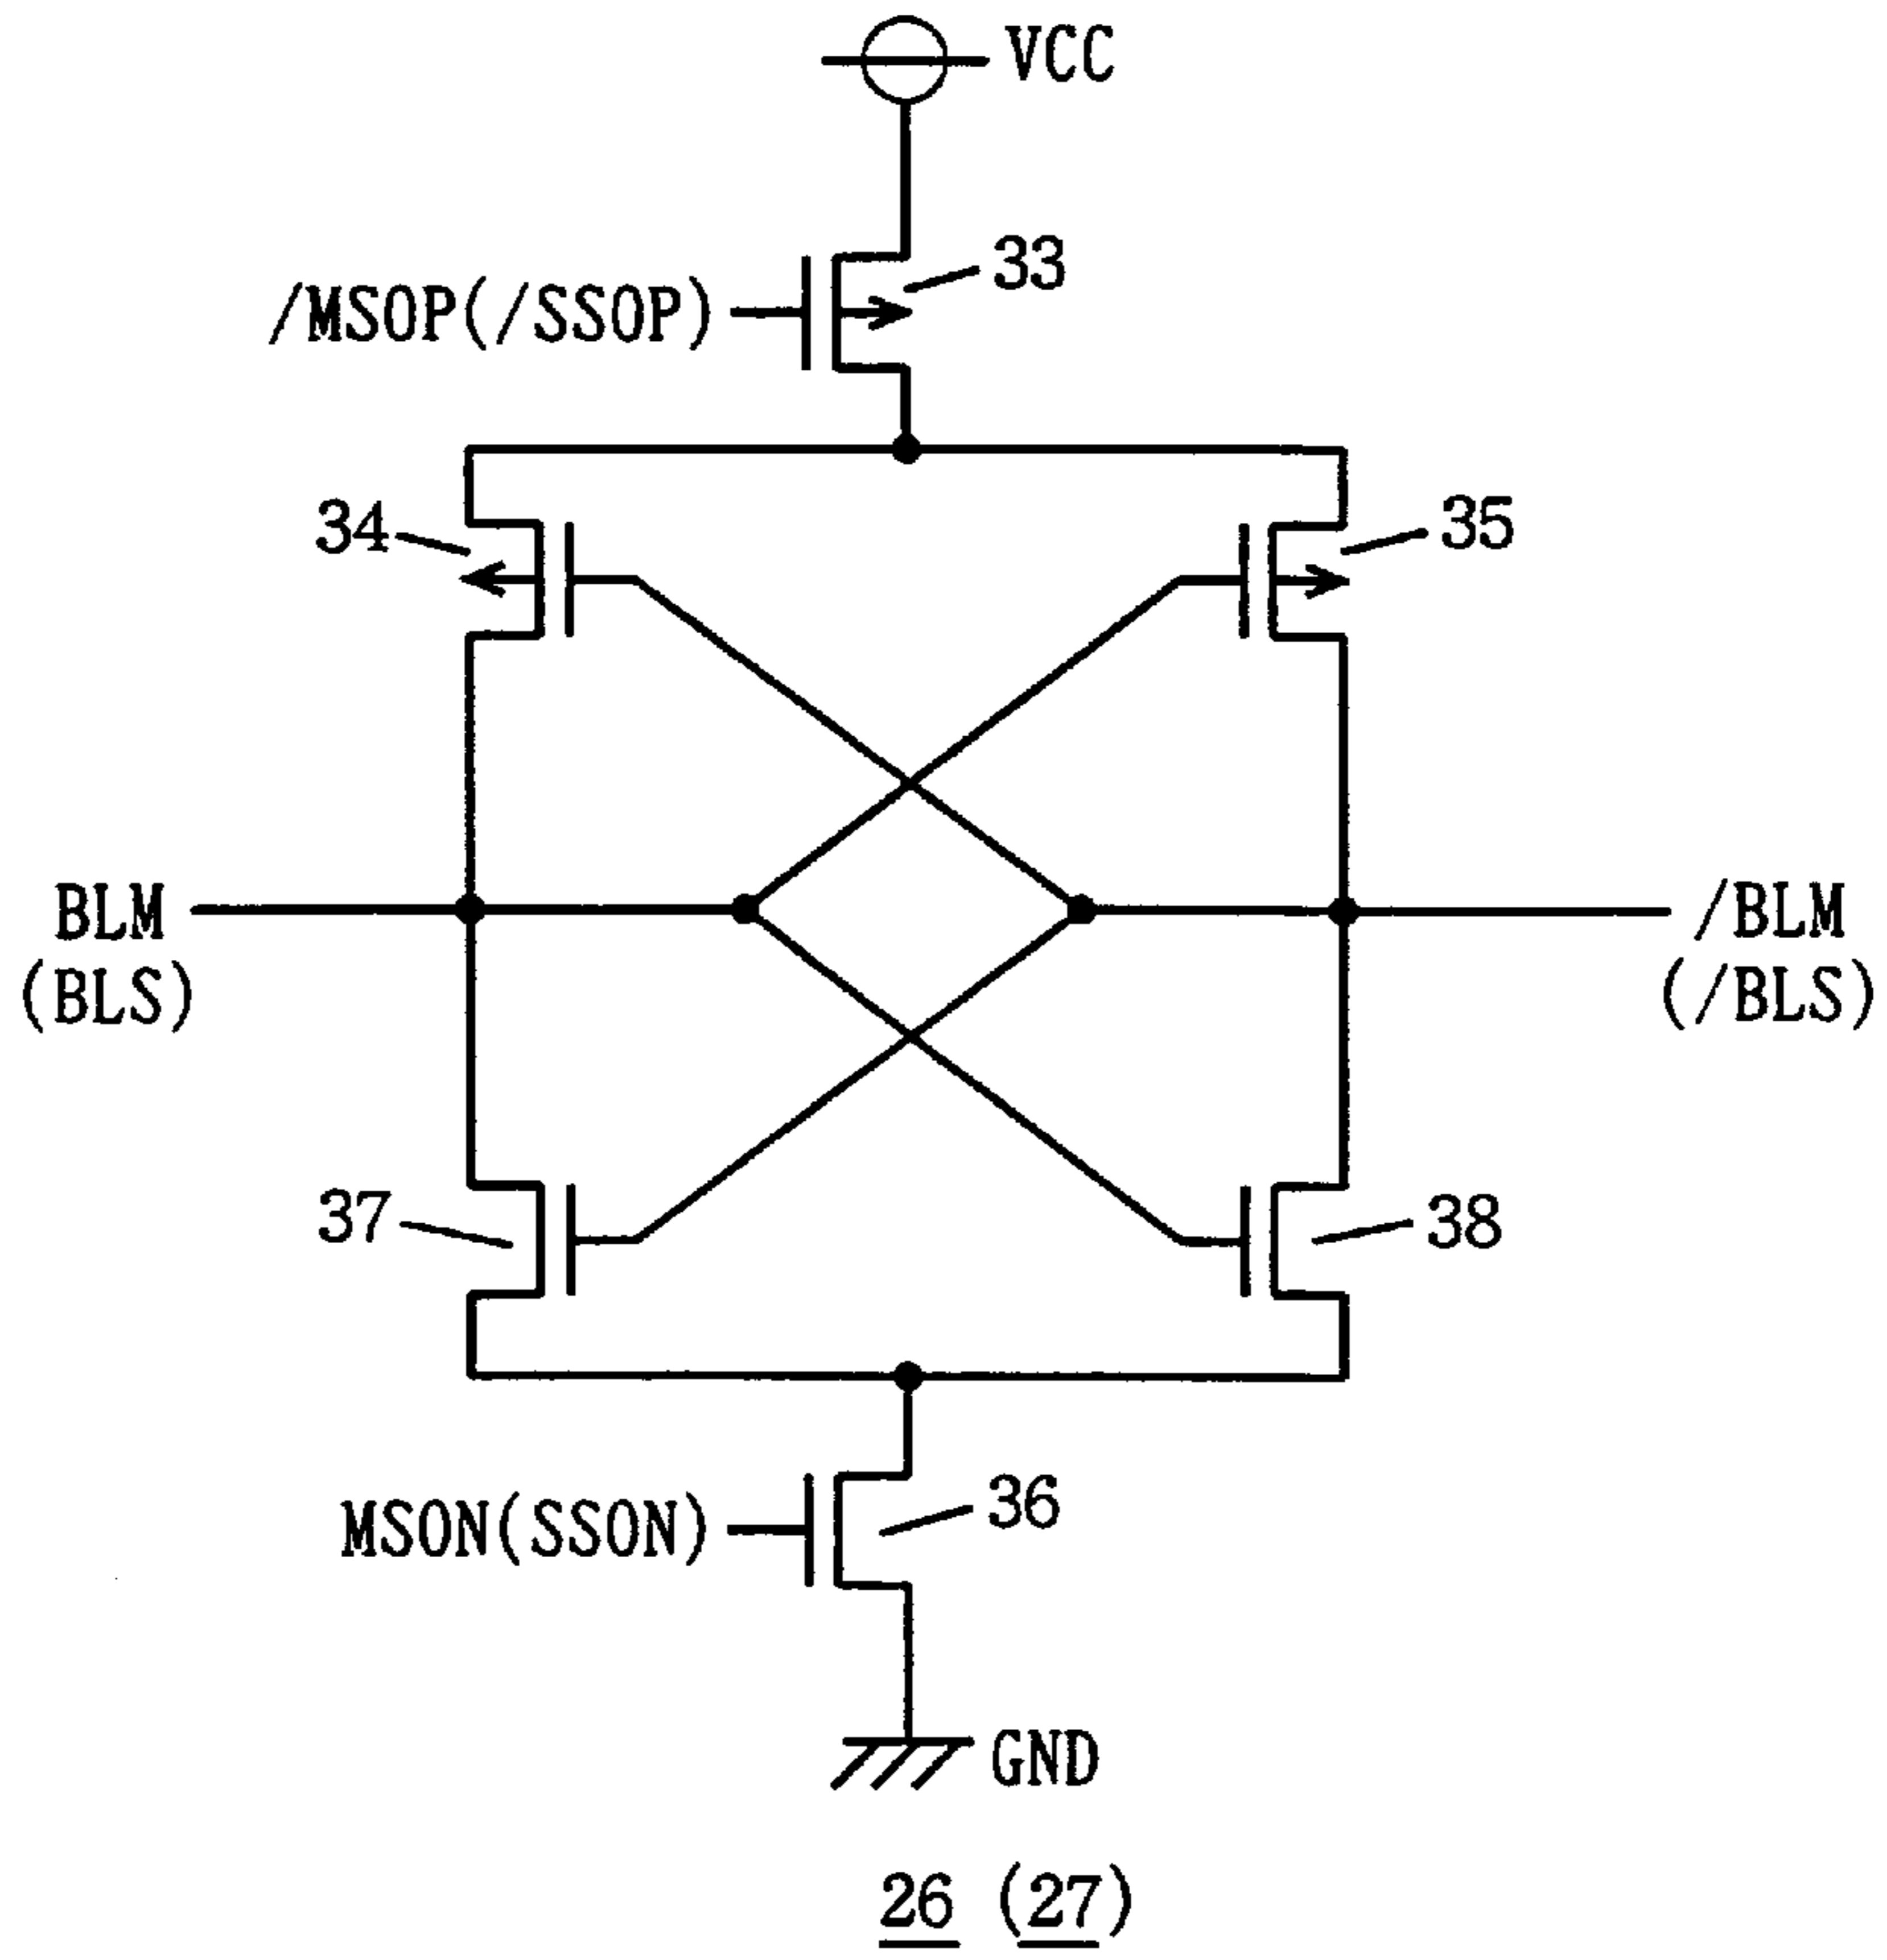 VCC
33
/MSOP(/SSOP)
34
35
BLM
(BLS)
/BLM
(/BLS)
37
38
MSON(SSON)
36
GND
26 (27)